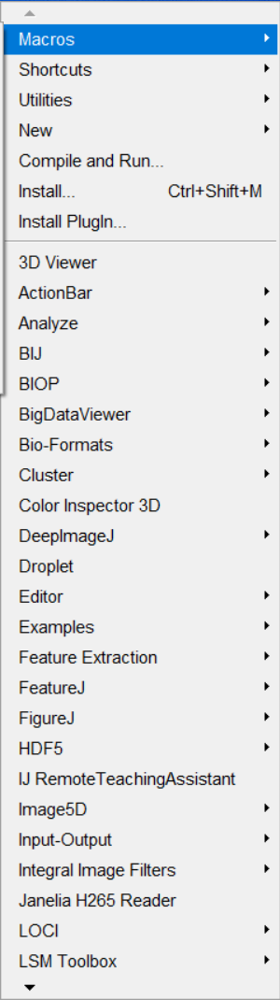 Macros
Shortcuts
Utilities
New
Compile and Run...
Install... Ctrl+Shift+M
Install PlugIn...
3D Viewer
ActionBar
Analyze
BIJ
BIOP
BigDataViewer
Bio-Formats
Cluster
Color Inspector 3D
DeepImageJ
Droplet
Editor
Examples
Feature Extraction
FeatureJ
FigureJ
HDF5
IJ RemoteTeachingAssistant
Image5D
Input-Output
Integral Image Filters
Janelia H265 Reader
LOCI
LSM Toolbox